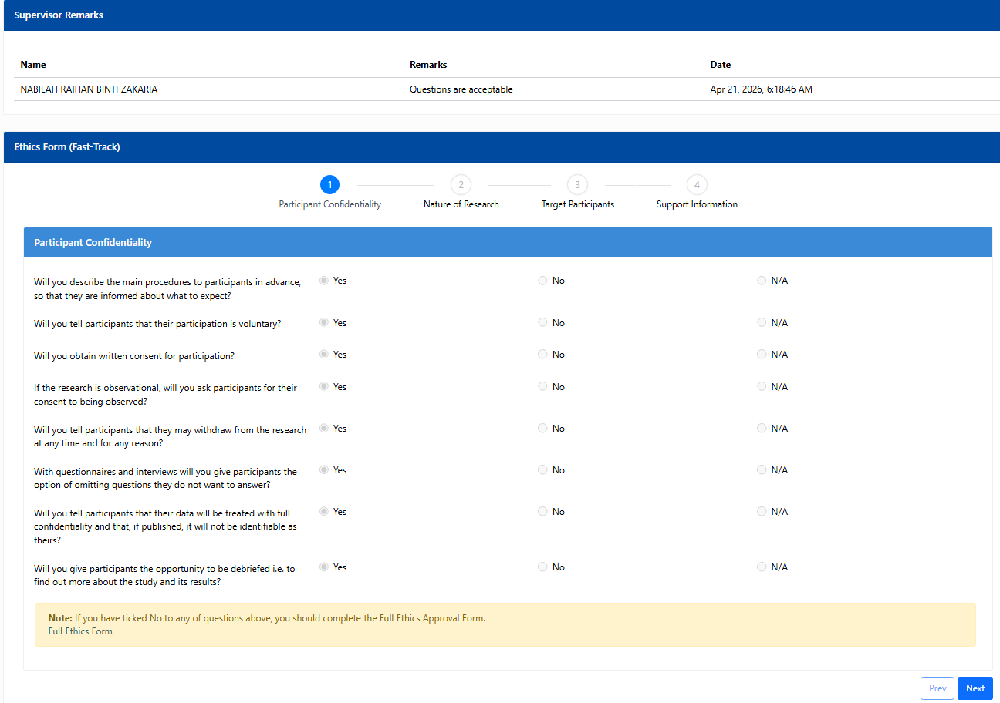 Supervisor Remarks
Name Remarks Date
NABILAH RAIHAN BINTI ZAKARIA Questions are acceptable Apr 21, 2026, 6:18:46 AM
Ethics Form (Fast-Track)
1 2 3 4
Participant Confidentiality Nature of Research Target Participants Support Information
Participant Confidentiality
Will you describe the main procedures to participants in advance, Yes No N/A
so that they are informed about what to expect?
Will you tell participants that their participation is voluntary? Yes No N/A
Will you obtain written consent for participation? Yes No N/A
If the research is observational, will you ask participants for their Yes No N/A
consent to being observed?
Will you tell participants that they may withdraw from the research Yes No N/A
at any time and for any reason?
With questionnaires and interviews will you give participants the Yes No N/A
option of omitting questions they do not want to answer?
Will you tell participants that their data will be treated with full Yes No N/A
confidentiality and that, if published, it will not be identifiable as
theirs?
Will you give participants the opportunity to be debriefed i.e. to Yes No N/A
find out more about the study and its results?
Note: If you have ticked No to any of questions above, you should complete the Full Ethics Approval Form.
Full Ethics Form
Prev Next